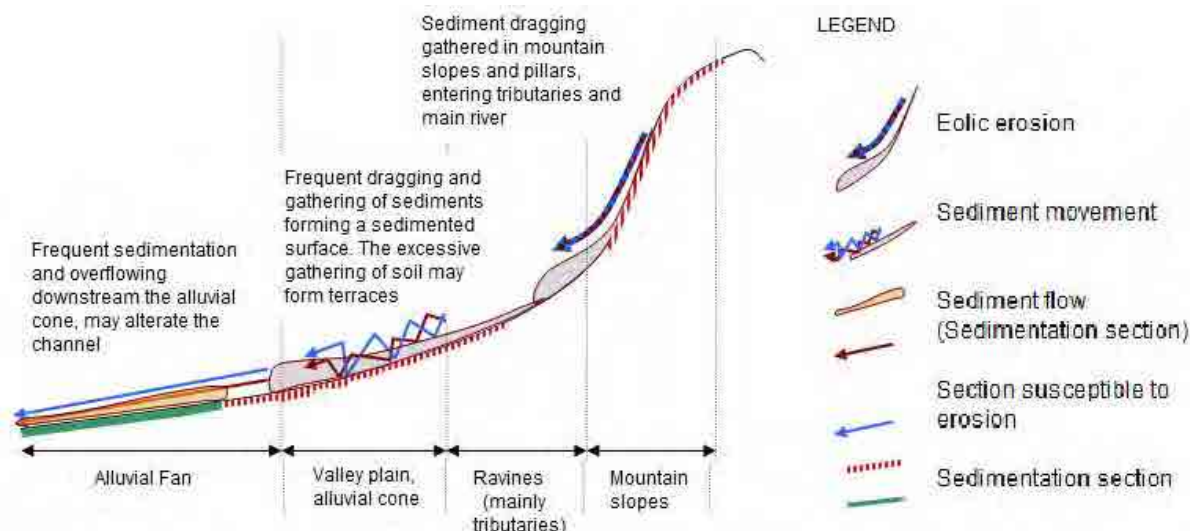 Sediment dragging
gathered in mountain
slopes and pillars,
entering tributaries and
main river
Frequent dragging and
gathering of sediments
forming a sedimented
surface. The excessive
gathering of soil may
form terraces
Frequent sedimentation
and overflowing
downstream the alluvial
cone, may alterate the
channel
Alluvial Fan
Valley plain,
alluvial cone
Ravines
(mainly
tributaries)
Mountain
slopes
LEGEND
Eolic erosion
Sediment movement
Sediment flow
(Sedimentation section)
Section susceptible to
erosion
Sedimentation section